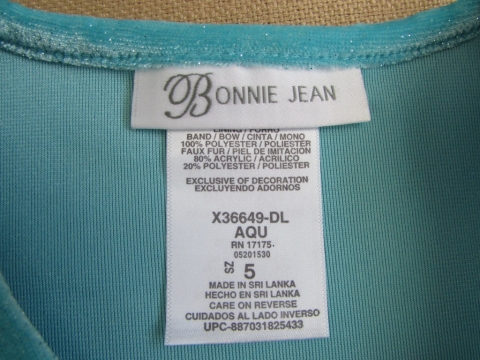 BONNIE JEAN
LINING / FORRO
BAND / BOW / CINTA / MONO
100% POLYESTER / POLIESTER
FAUX FUR / PIEL DE IMITACION
80% ACRYLIC / ACRILICO
20% POLYESTER / POLIESTER
EXCLUSIVE OF DECORATION
EXCLUYENDO ADORNOS
X36649-DL
AQU
RN 17175-
05201530
SZ 5
MADE IN SRI LANKA
HECHO EN SRI LANKA
CARE ON REVERSE
CUIDADOS AL LADO INVERSO
UPC-887031825433